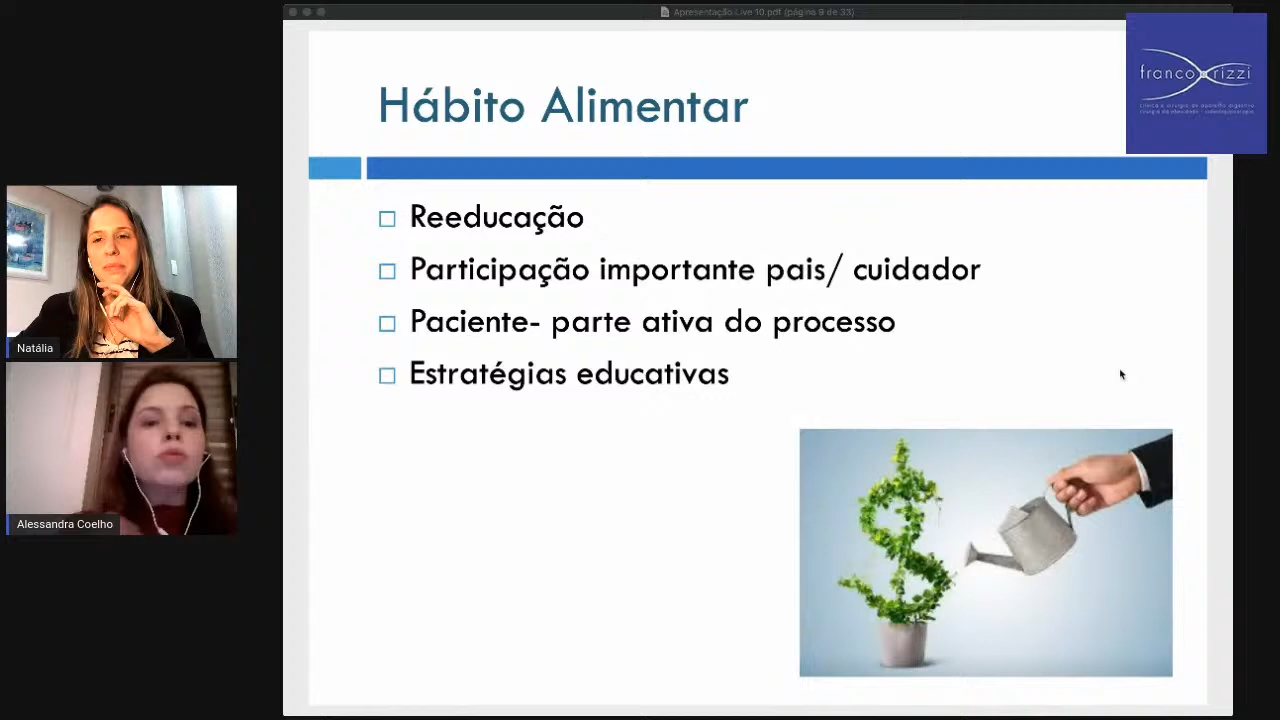 Apresentação Live 10.pdf (página 9 de 33)
franco rizzi
Hábito Alimentar
Reeducação
Participação importante pais/ cuidador
Paciente- parte ativa do processo
Estratégias educativas
Natália
Alessandra Coelho